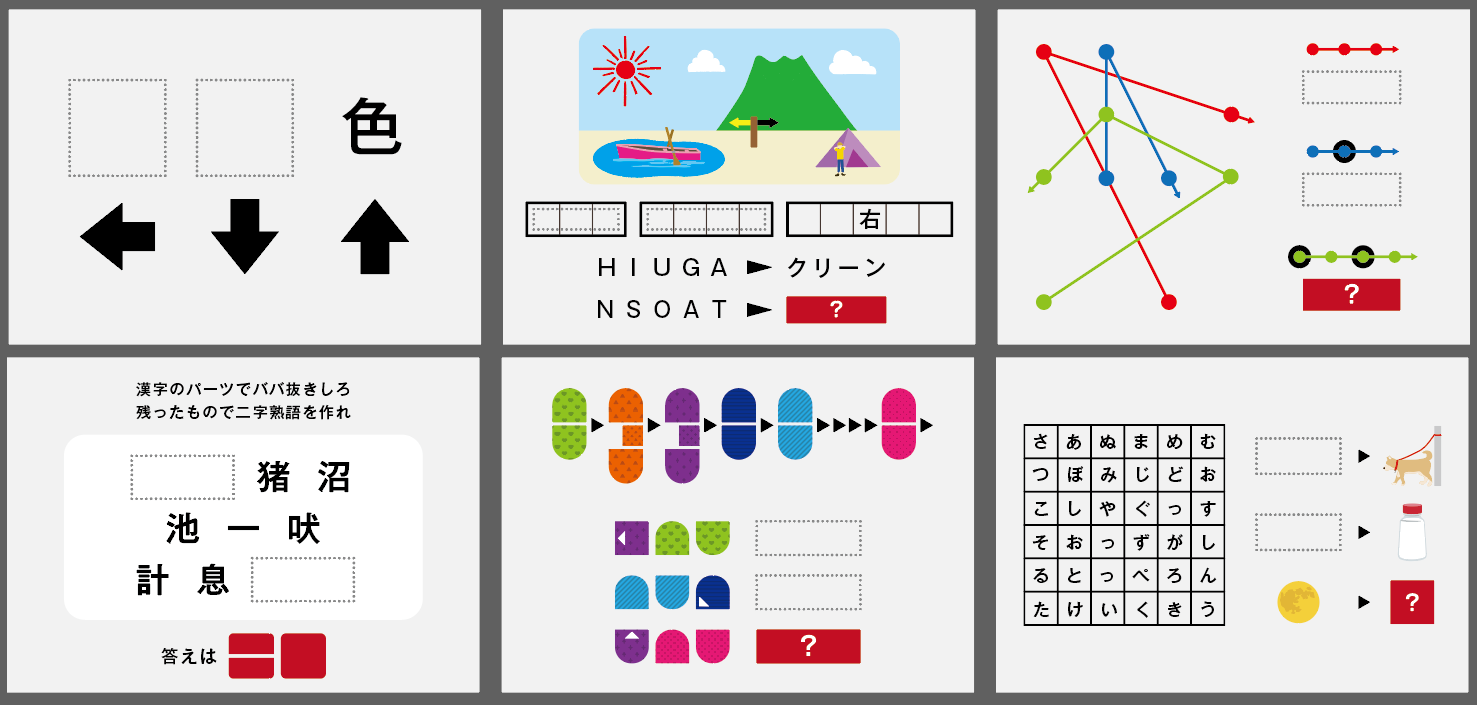 色
右
H I U G A クリーン
N S O A T ?
?
漢字のパーツでババ抜きしろ
残ったもので二字熟語を作れ
猪 沼
池 一 吠
計 息
答えは
?
さ あ ぬ ま め む
つ ぼ み じ ど お
こ し や ぐ っ す
そ お っ ず が し
る と っ ぺ ろ ん
た け い く き う
?